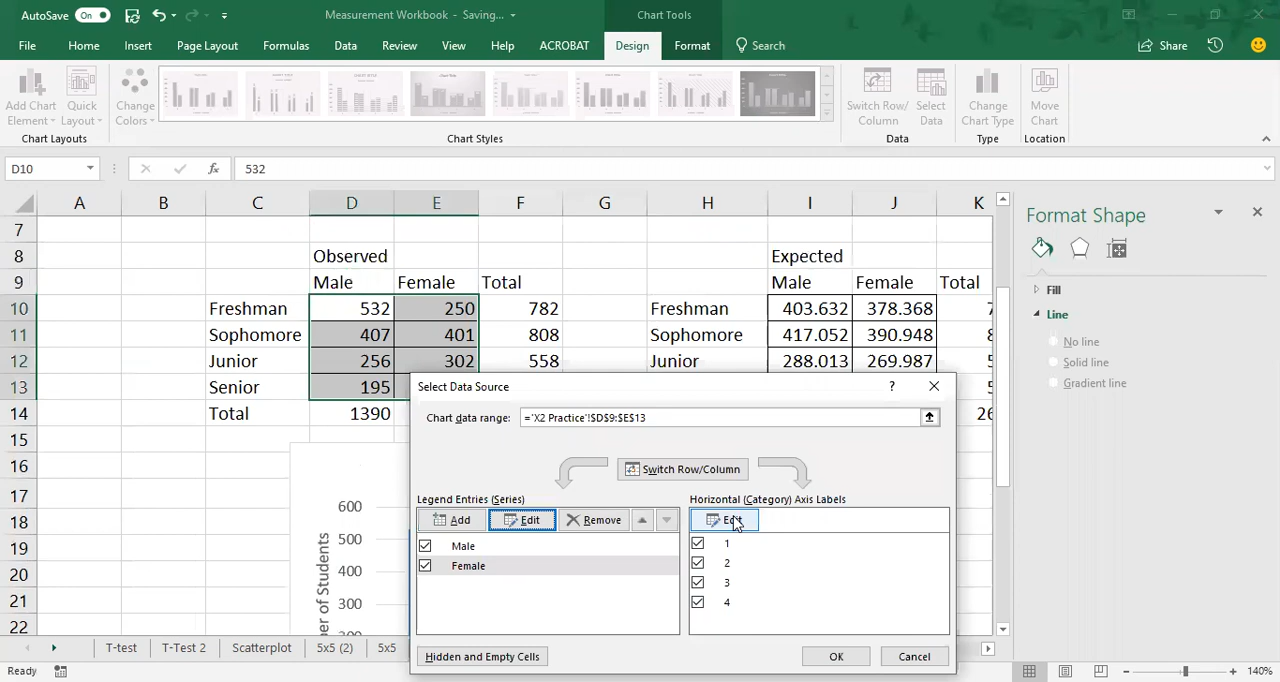 AutoSave On Measurement Workbook - Saving... Chart Tools
File Home Insert Page Layout Formulas Data Review View Help ACROBAT Design Format Search Share
Add Chart Element Quick Layout Change Colors Switch Row/ Column Select Data Change Chart Type Move Chart
Chart Layouts Chart Styles Data Type Location
D10 fx 532
A B C D E F G H I J K
Format Shape
7
8 Observed Expected
9 Male Female Total Male Female Total
10 Freshman 532 250 782 Freshman 403.632 378.368
Fill
11 Sophomore 407 401 808 Sophomore 417.052 390.948
Line
12 Junior 256 302 558 Junior 288.013 269.987
No line
Solid line
Gradient line
13 Senior 195
14 Total 1390
15
16
17
18
19
20
21
22
600
500
400
300
er of Students
Select Data Source ?
Chart data range: ='X2 Practice'!$D$9:$E$13
Switch Row/Column
Legend Entries (Series) Horizontal (Category) Axis Labels
Add Edit Remove Edit
Male 1
Female 2
3
4
Hidden and Empty Cells OK Cancel
T-test T-Test 2 Scatterplot 5x5 (2) 5x5
Ready 140%